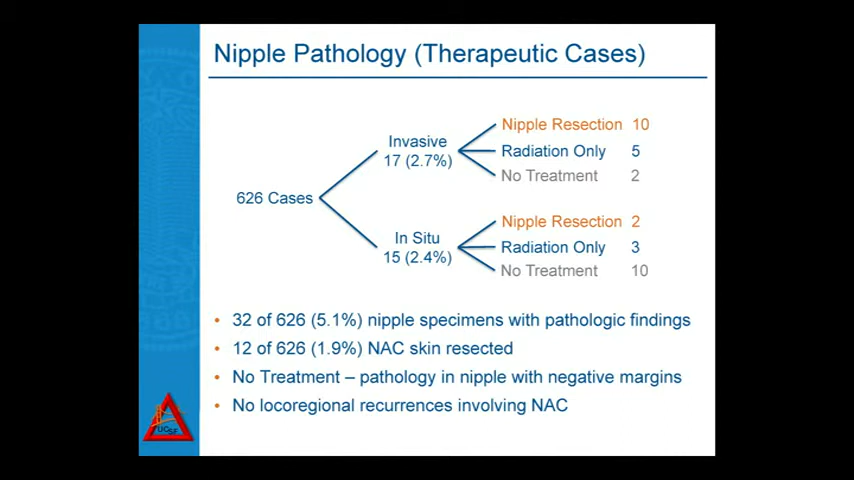 Nipple Pathology (Therapeutic Cases)
Nipple Resection 10
Invasive
17 (2.7%)
Radiation Only 5
No Treatment 2
626 Cases
Nipple Resection 2
In Situ
15 (2.4%)
Radiation Only 3
No Treatment 10
• 32 of 626 (5.1%) nipple specimens with pathologic findings
• 12 of 626 (1.9%) NAC skin resected
• No Treatment – pathology in nipple with negative margins
• No locoregional recurrences involving NAC
UCSF